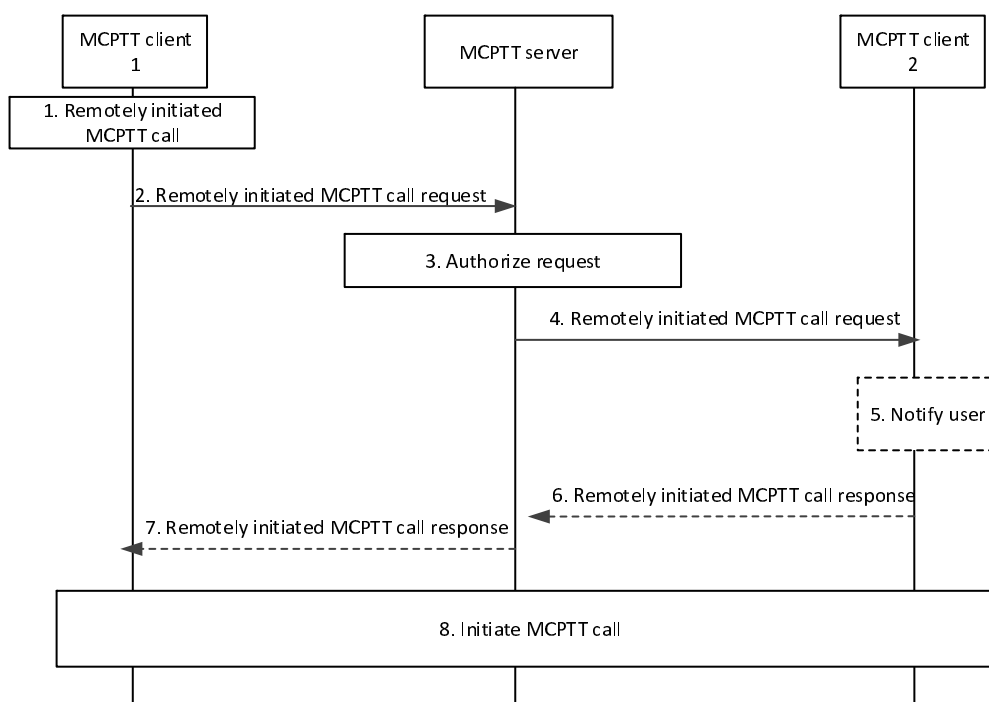 MCPTT client
1
MCPTT server
MCPTT client
2
1. Remotely initiated
MCPTT call
2. Remotely initiated MCPTT call request
3. Authorize request
4. Remotely initiated MCPTT call request
5. Notify user
6. Remotely initiated MCPTT call response
7. Remotely initiated MCPTT call response
8. Initiate MCPTT call